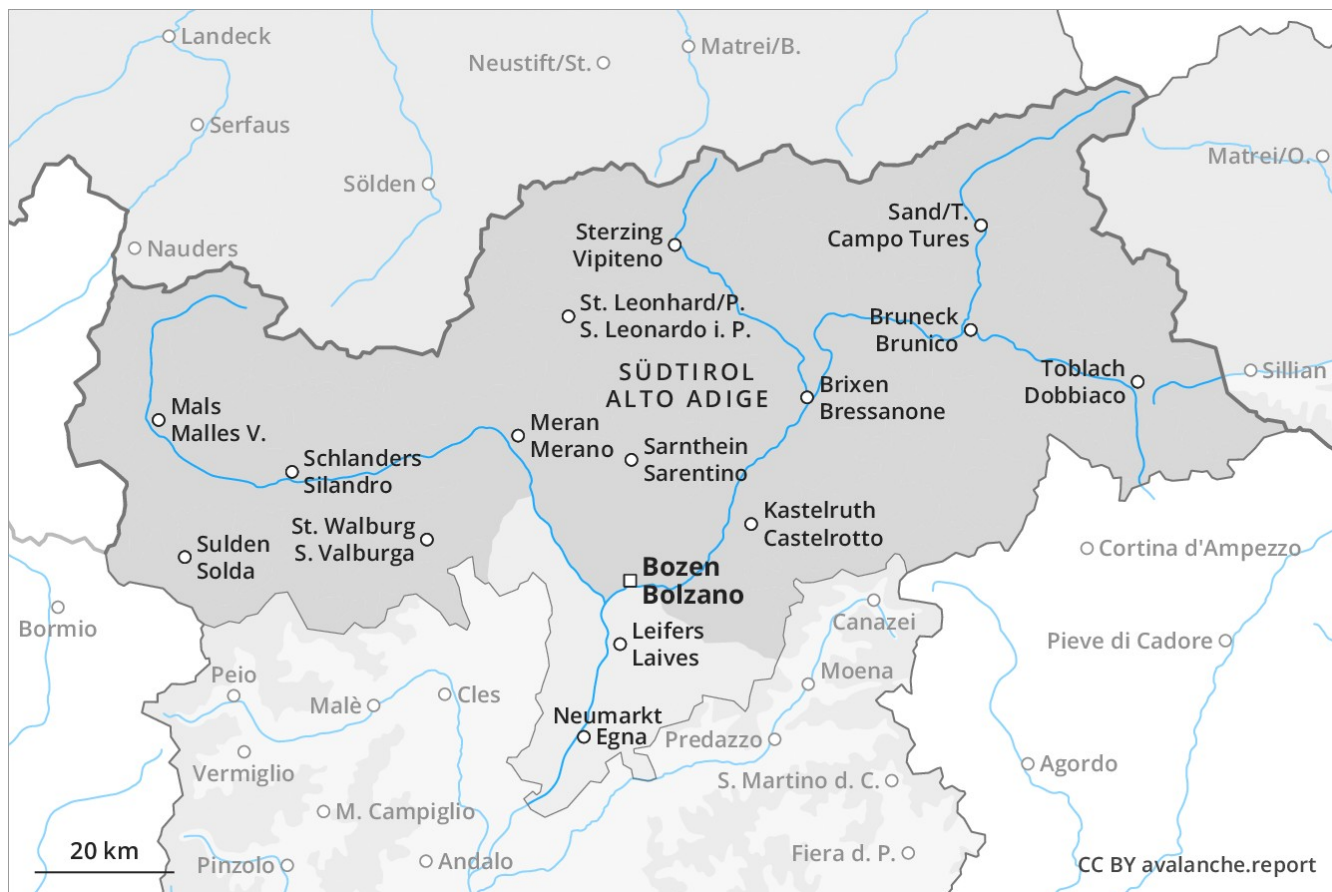 Landeck
Matrei/B.
Neustift/St.
Serfaus
Matrei/O.
Sölden
Nauders
Sand/T.
Campo Tures
Sterzing
Vipiteno
St. Leonhard/P.
S. Leonardo i. P.
Bruneck
Brunico
SÜDTIROL
ALTO ADIGE
Toblach
Dobbiaco
Sillian
Brixen
Bressanone
Mals
Malles V.
Meran
Merano
Sarnthein
Sarentino
Schlanders
Silandro
St. Walburg
S. Valburga
Kastelruth
Castelrotto
Sulden
Solda
Cortina d'Ampezzo
Bozen
Bolzano
Bormio
Canazei
Leifers
Laives
Pieve di Cadore
Peio
Moena
Malè
Cles
Neumarkt
Egna
Predazzo
Vermiglio
Agordo
S. Martino d. C.
M. Campiglio
20 km
Pinzolo
Andalo
Fiera d. P.
CC BY avalanche.report